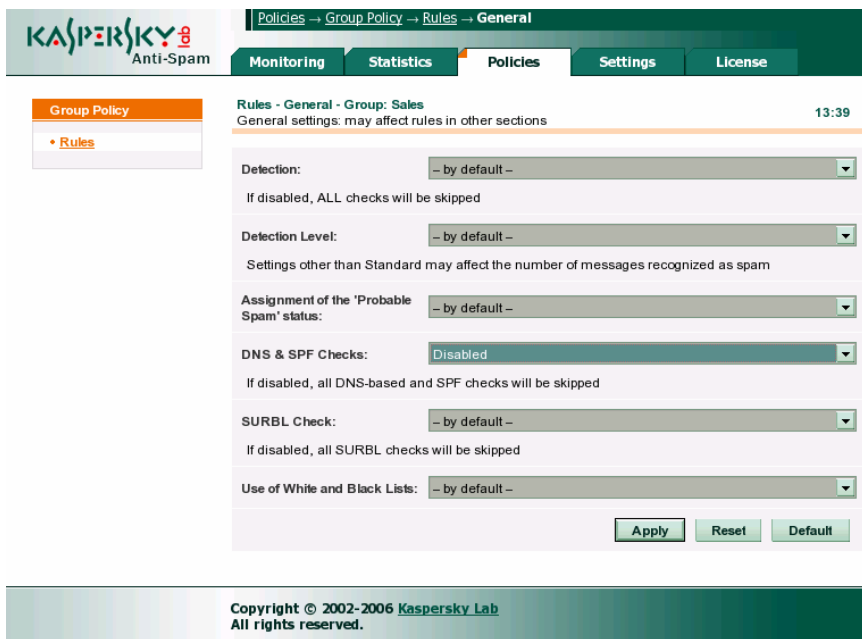 Policies → Group Policy → Rules → General
KASPERSKY lab
Anti-Spam
Monitoring
Statistics
Policies
Settings
License
Group Policy
• Rules
Rules - General - Group: Sales
General settings: may affect rules in other sections
13:39
Detection:
– by default –
If disabled, ALL checks will be skipped
Detection Level:
– by default –
Settings other than Standard may affect the number of messages recognized as spam
Assignment of the 'Probable
Spam' status:
– by default –
DNS & SPF Checks:
Disabled
If disabled, all DNS-based and SPF checks will be skipped
SURBL Check:
– by default –
If disabled, all SURBL checks will be skipped
Use of White and Black Lists:
– by default –
Apply
Reset
Default
Copyright © 2002-2006 Kaspersky Lab
All rights reserved.